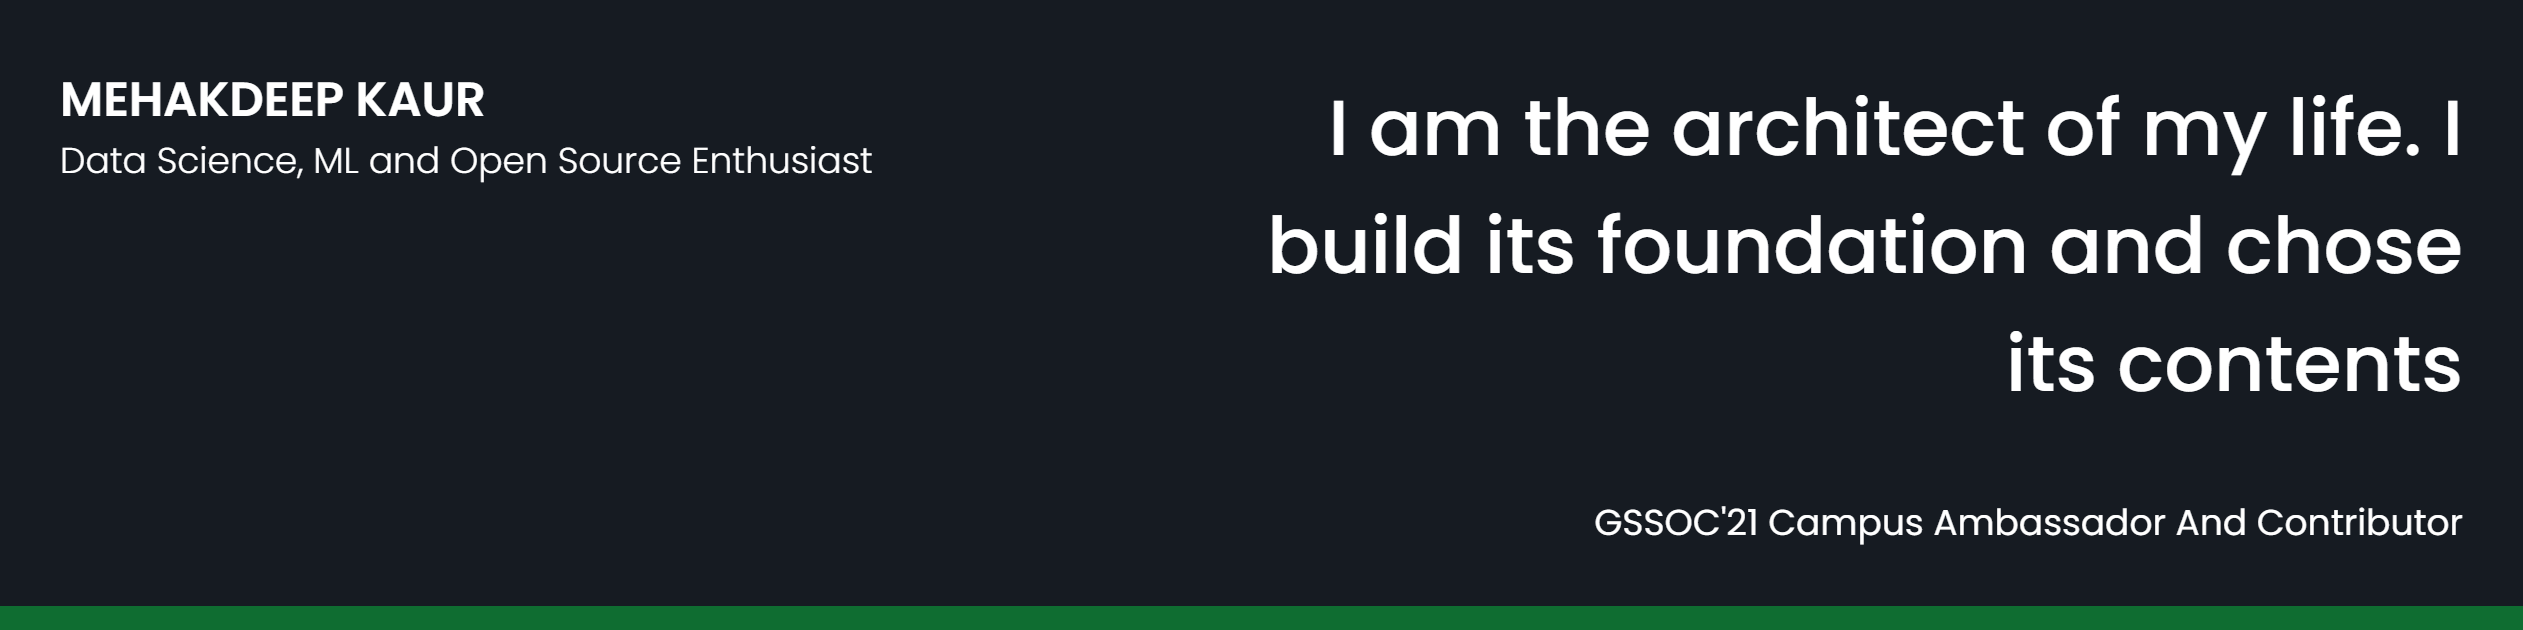 MEHAKDEEP KAUR
Data Science, ML and Open Source Enthusiast
I am the architect of my life. I
build its foundation and chose
its contents
GSSOC'21 Campus Ambassador And Contributor